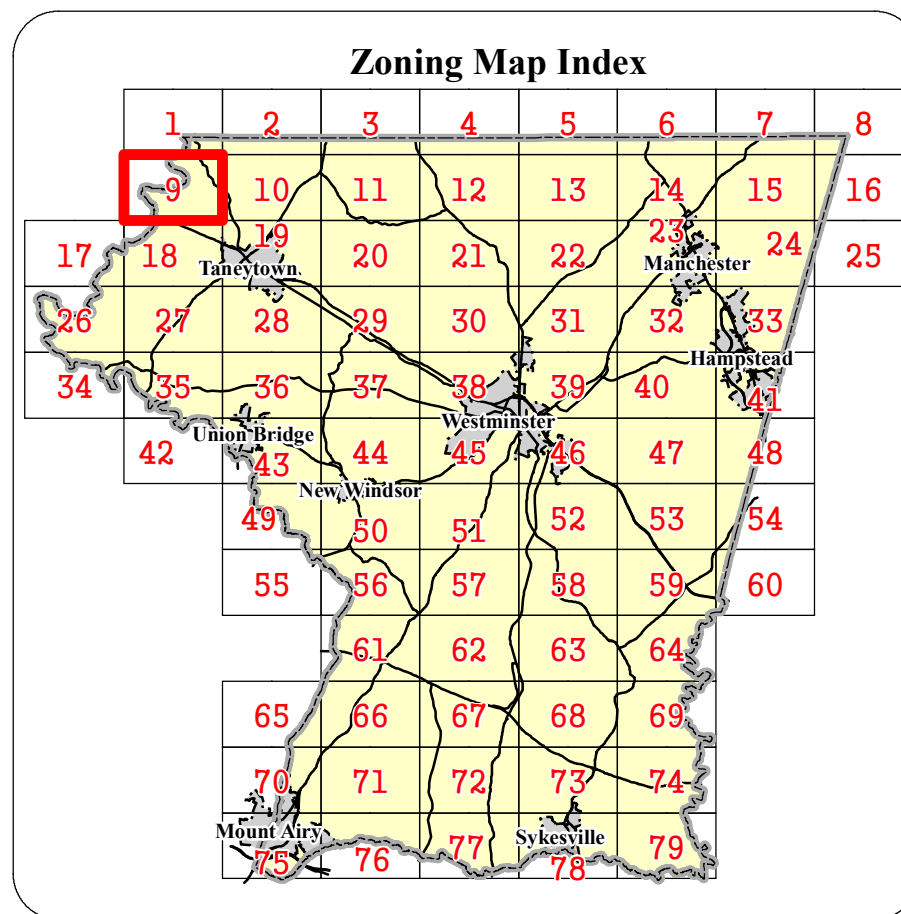 Zoning Map Index
1 2 3 4 5 6 7 8
9 10 11 12 13 14 15 16
17 18 19 20 21 22 23 24 25
Taneytown
Manchester
26 27 28 29 30 31 32 33
Hampstead
34 35 36 37 38 39 40 41
Westminster
Union Bridge
42 43 44 45 46 47 48
New Windsor
49 50 51 52 53 54
55 56 57 58 59 60
61 62 63 64
65 66 67 68 69
70 71 72 73 74
Mount Airy
Sykesville
75 76 77 78 79